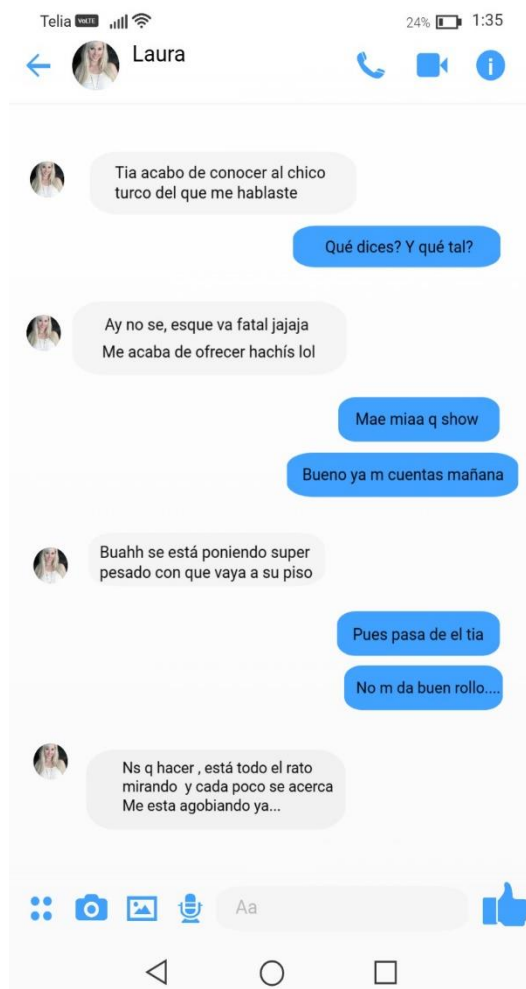 Telia VoLTE 24% 1:35
Laura
Tia acabo de conocer al chico
turco del que me hablaste
Qué dices? Y qué tal?
Ay no se, esque va fatal jajaja
Me acaba de ofrecer hachís lol
Mae miaa q show
Bueno ya m cuentas mañana
Buahh se está poniendo super
pesado con que vaya a su piso
Pues pasa de el tia
No m da buen rollo....
Ns q hacer , está todo el rato
mirando y cada poco se acerca
Me esta agobiando ya...
Aa